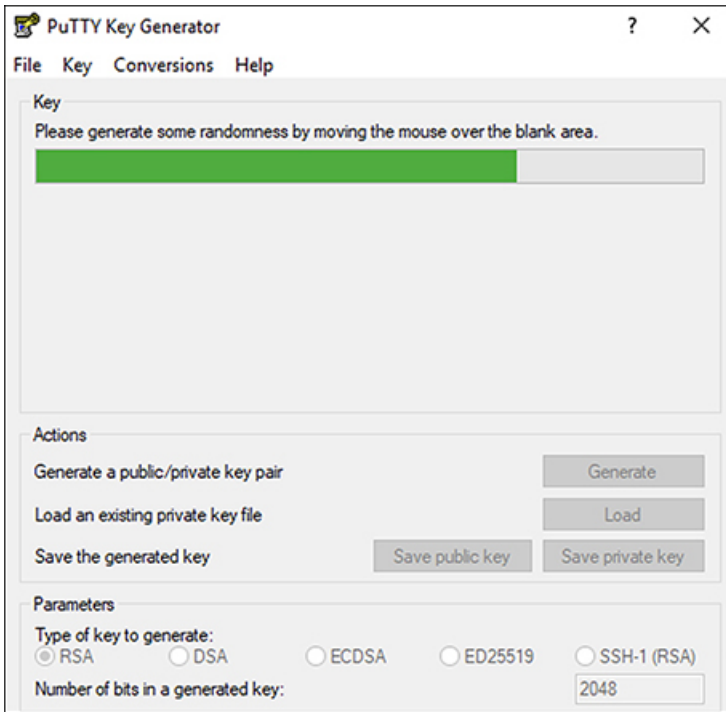 PuTTY Key Generator ?
File Key Conversions Help
Key
Please generate some randomness by moving the mouse over the blank area.
Actions
Generate a public/private key pair Generate
Load an existing private key file Load
Save the generated key Save public key Save private key
Parameters
Type of key to generate:
RSA DSA ECDSA ED25519 SSH-1 (RSA)
Number of bits in a generated key: 2048